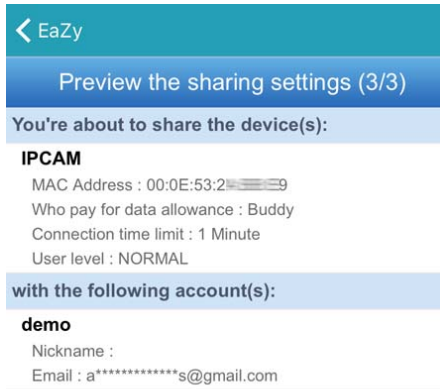 EaZy
Preview the sharing settings (3/3)
You're about to share the device(s):
IPCAM
MAC Address : 00:0E:53:2 9
Who pay for data allowance : Buddy
Connection time limit : 1 Minute
User level : NORMAL
with the following account(s):
demo
Nickname :
Email : a*************s@gmail.com